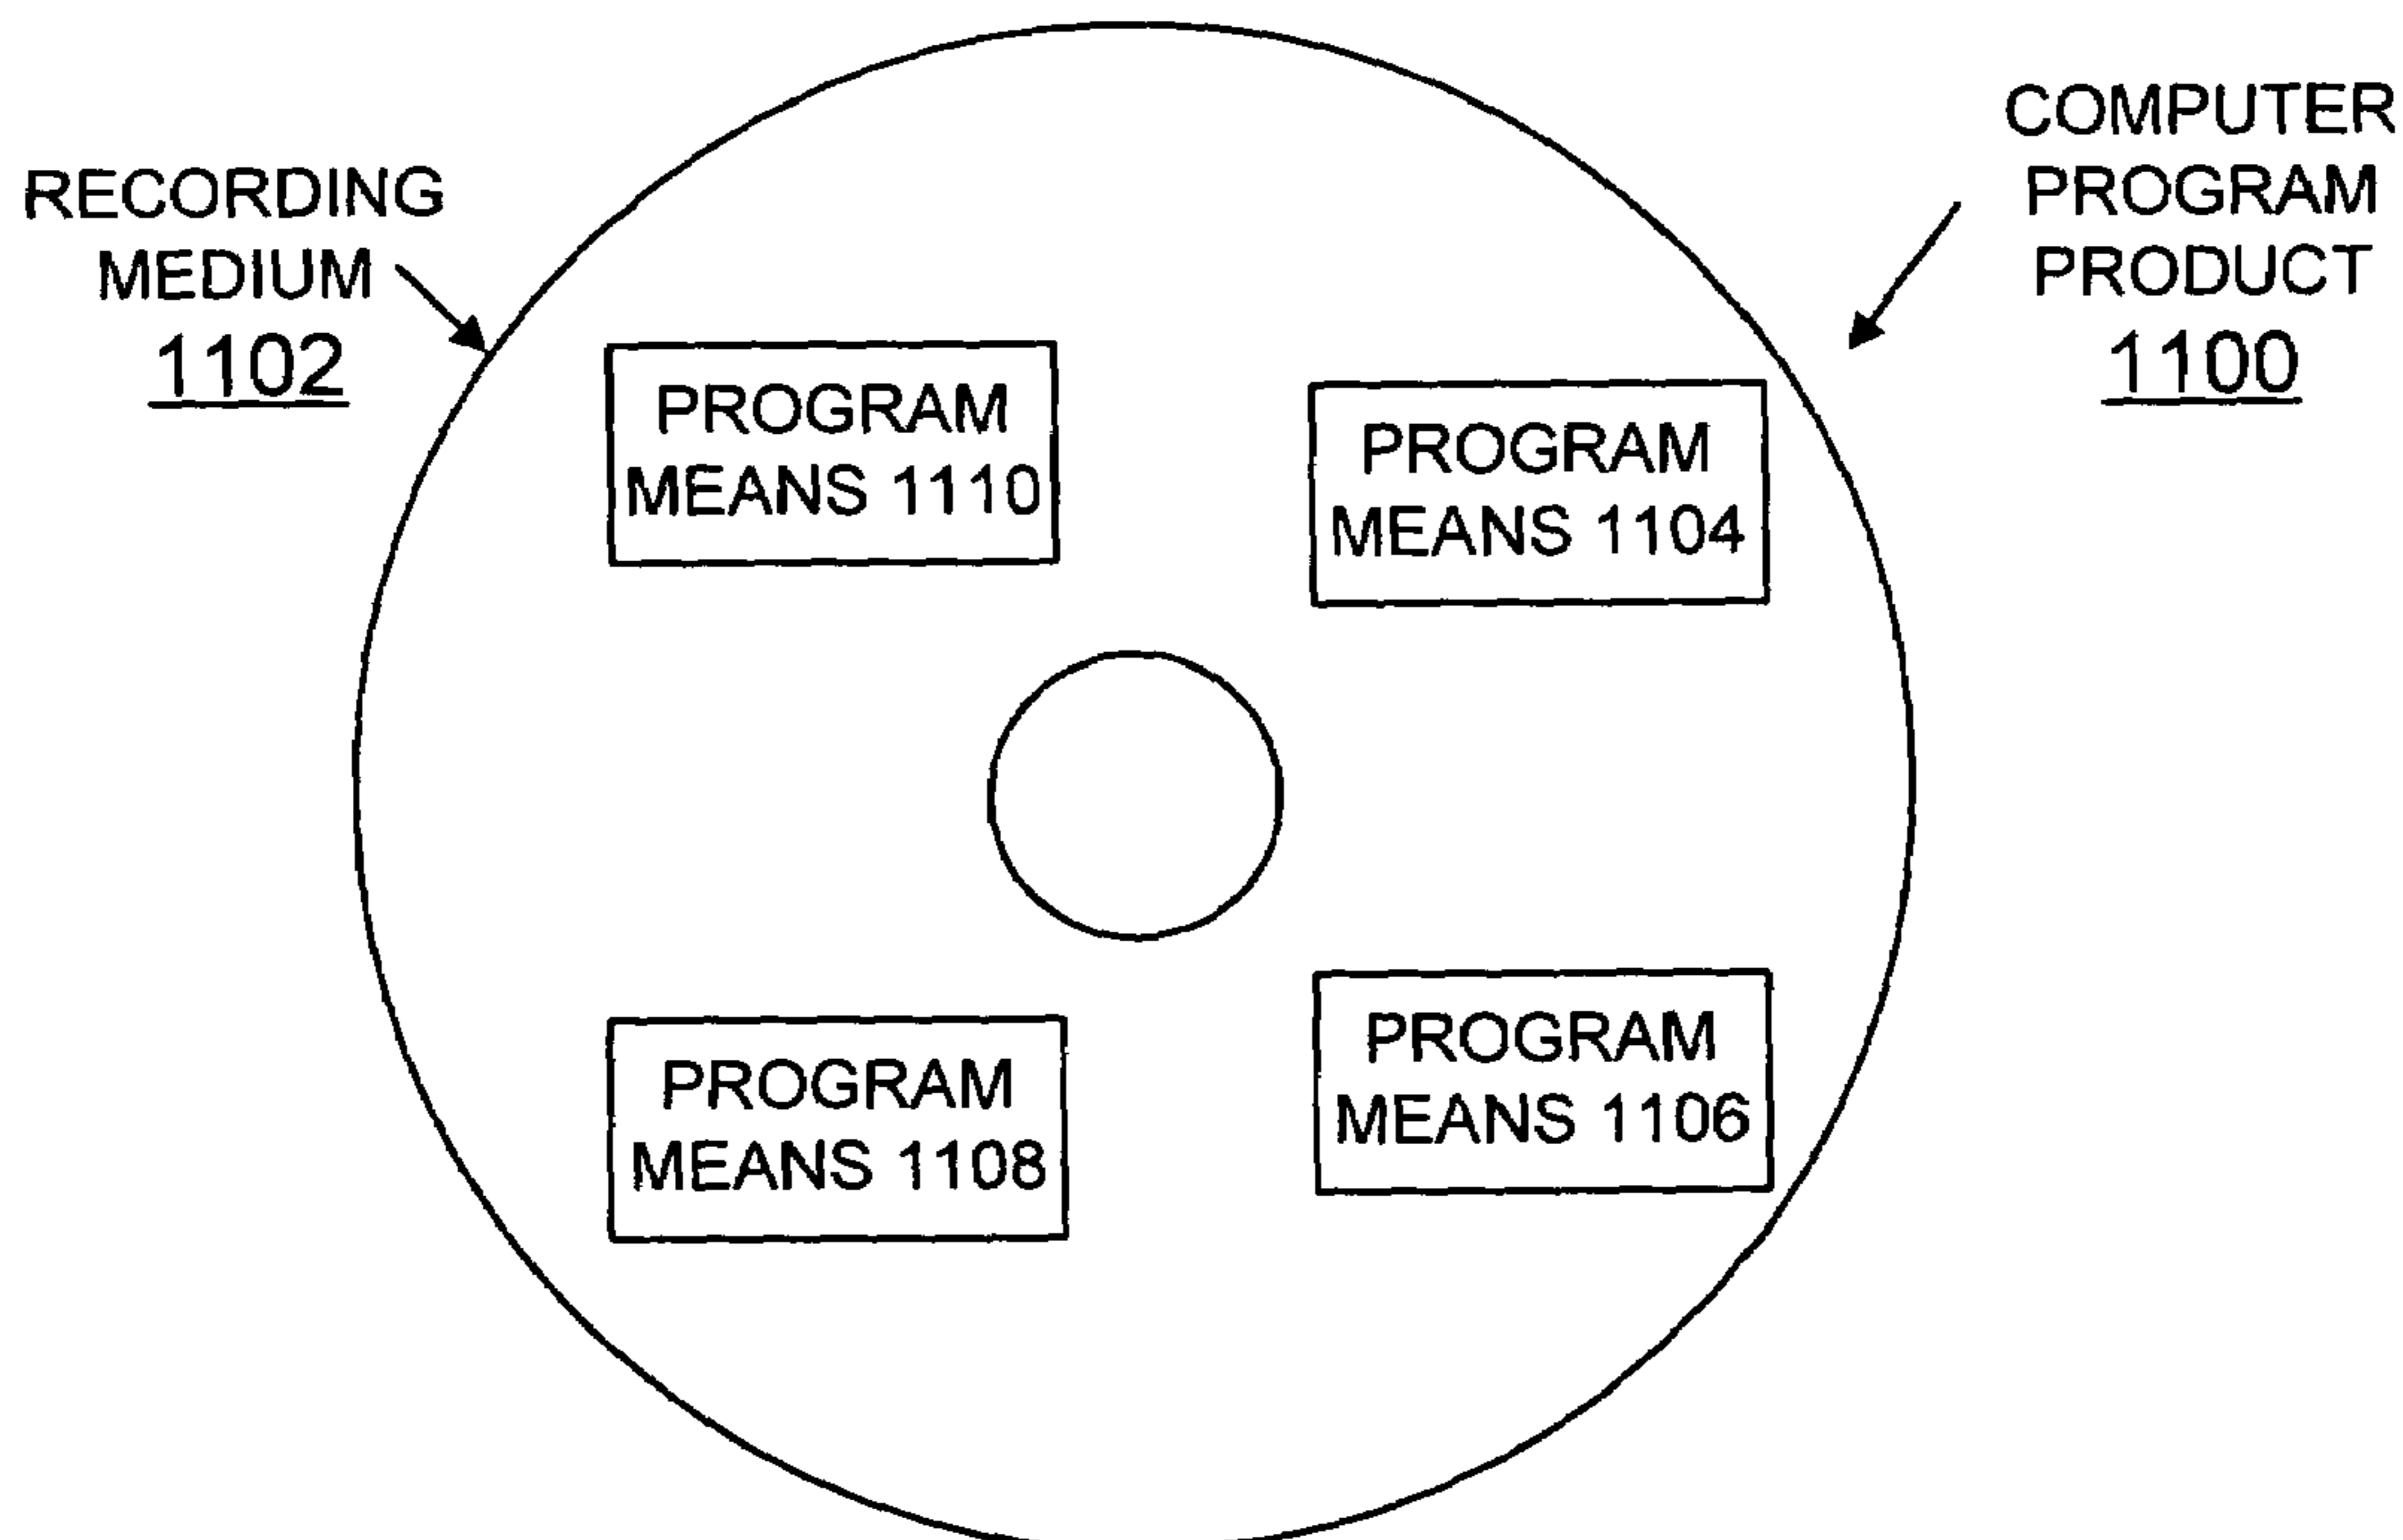 RECORDING
MEDIUM
1102
COMPUTER
PROGRAM
PRODUCT
1100
PROGRAM
MEANS 1110
PROGRAM
MEANS 1104
PROGRAM
MEANS 1108
PROGRAM
MEANS 1106